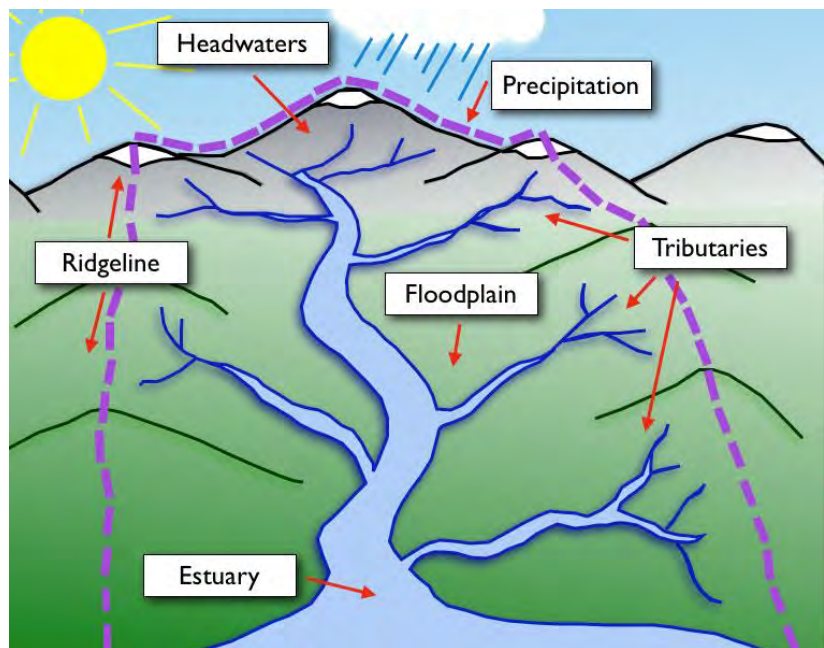 Headwaters
Precipitation
Ridgeline
Tributaries
Floodplain
Estuary